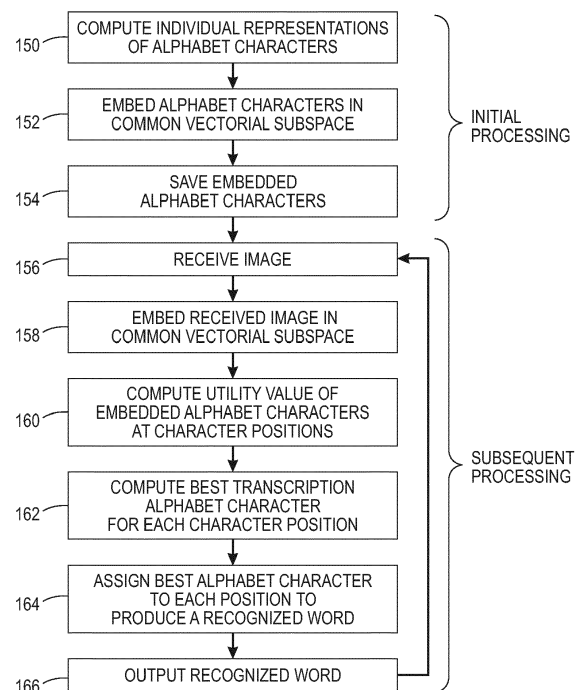 150
COMPUTE INDIVIDUAL REPRESENTATIONS
OF ALPHABET CHARACTERS
152
EMBED ALPHABET CHARACTERS IN
COMMON VECTORIAL SUBSPACE
154
SAVE EMBEDDED
ALPHABET CHARACTERS
INITIAL
PROCESSING
156
RECEIVE IMAGE
158
EMBED RECEIVED IMAGE IN
COMMON VECTORIAL SUBSPACE
160
COMPUTE UTILITY VALUE OF
EMBEDDED ALPHABET CHARACTERS
AT CHARACTER POSITIONS
162
COMPUTE BEST TRANSCRIPTION
ALPHABET CHARACTER
FOR EACH CHARACTER POSITION
164
ASSIGN BEST ALPHABET CHARACTER
TO EACH POSITION TO
PRODUCE A RECOGNIZED WORD
166
OUTPUT RECOGNIZED WORD
SUBSEQUENT
PROCESSING